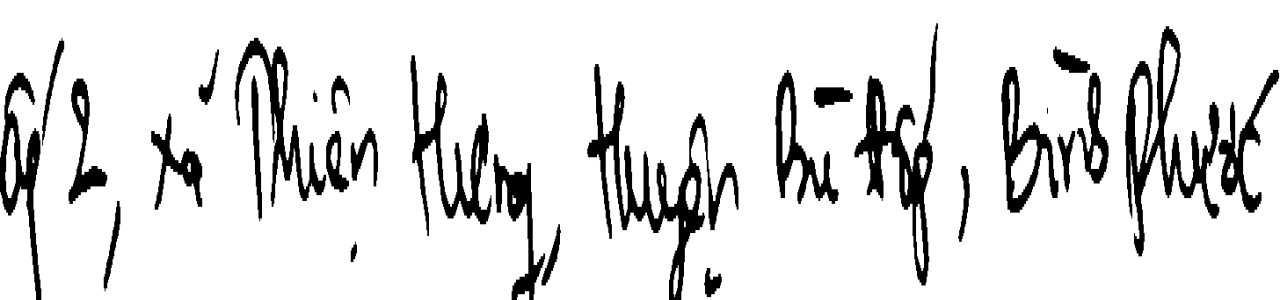 ấp 2, xã Thiện Hưng, Huyện Bù Đốp, Bình Phước